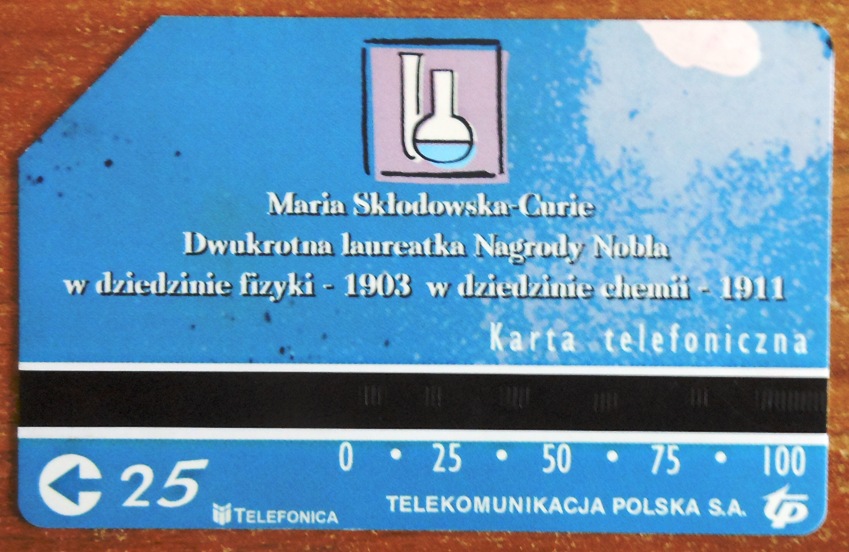 Maria Skłodowska-Curie
Dwukrotna laureatka Nagrody Nobla
w dziedzinie fizyki - 1903 w dziedzinie chemii - 1911
Karta telefoniczna
0 • 25 • 50 • 75 • 100
25
TELEFONICA
TELEKOMUNIKACJA POLSKA S.A. tp